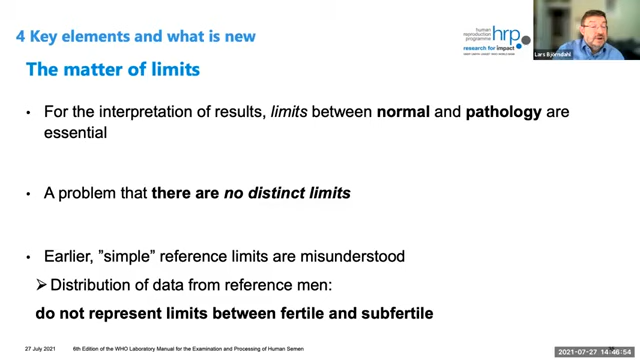 4 Key elements and what is new
human
reproduction
programme
hrp
research for impact
Lars Björndahl
The matter of limits
• For the interpretation of results, limits between normal and pathology are
essential
• A problem that there are no distinct limits
• Earlier, ”simple” reference limits are misunderstood
➢ Distribution of data from reference men:
do not represent limits between fertile and subfertile
27 July 2021
6th Edition of the WHO Laboratory Manual for the Examination and Processing of Human Semen
2021-07-27 14:46:54